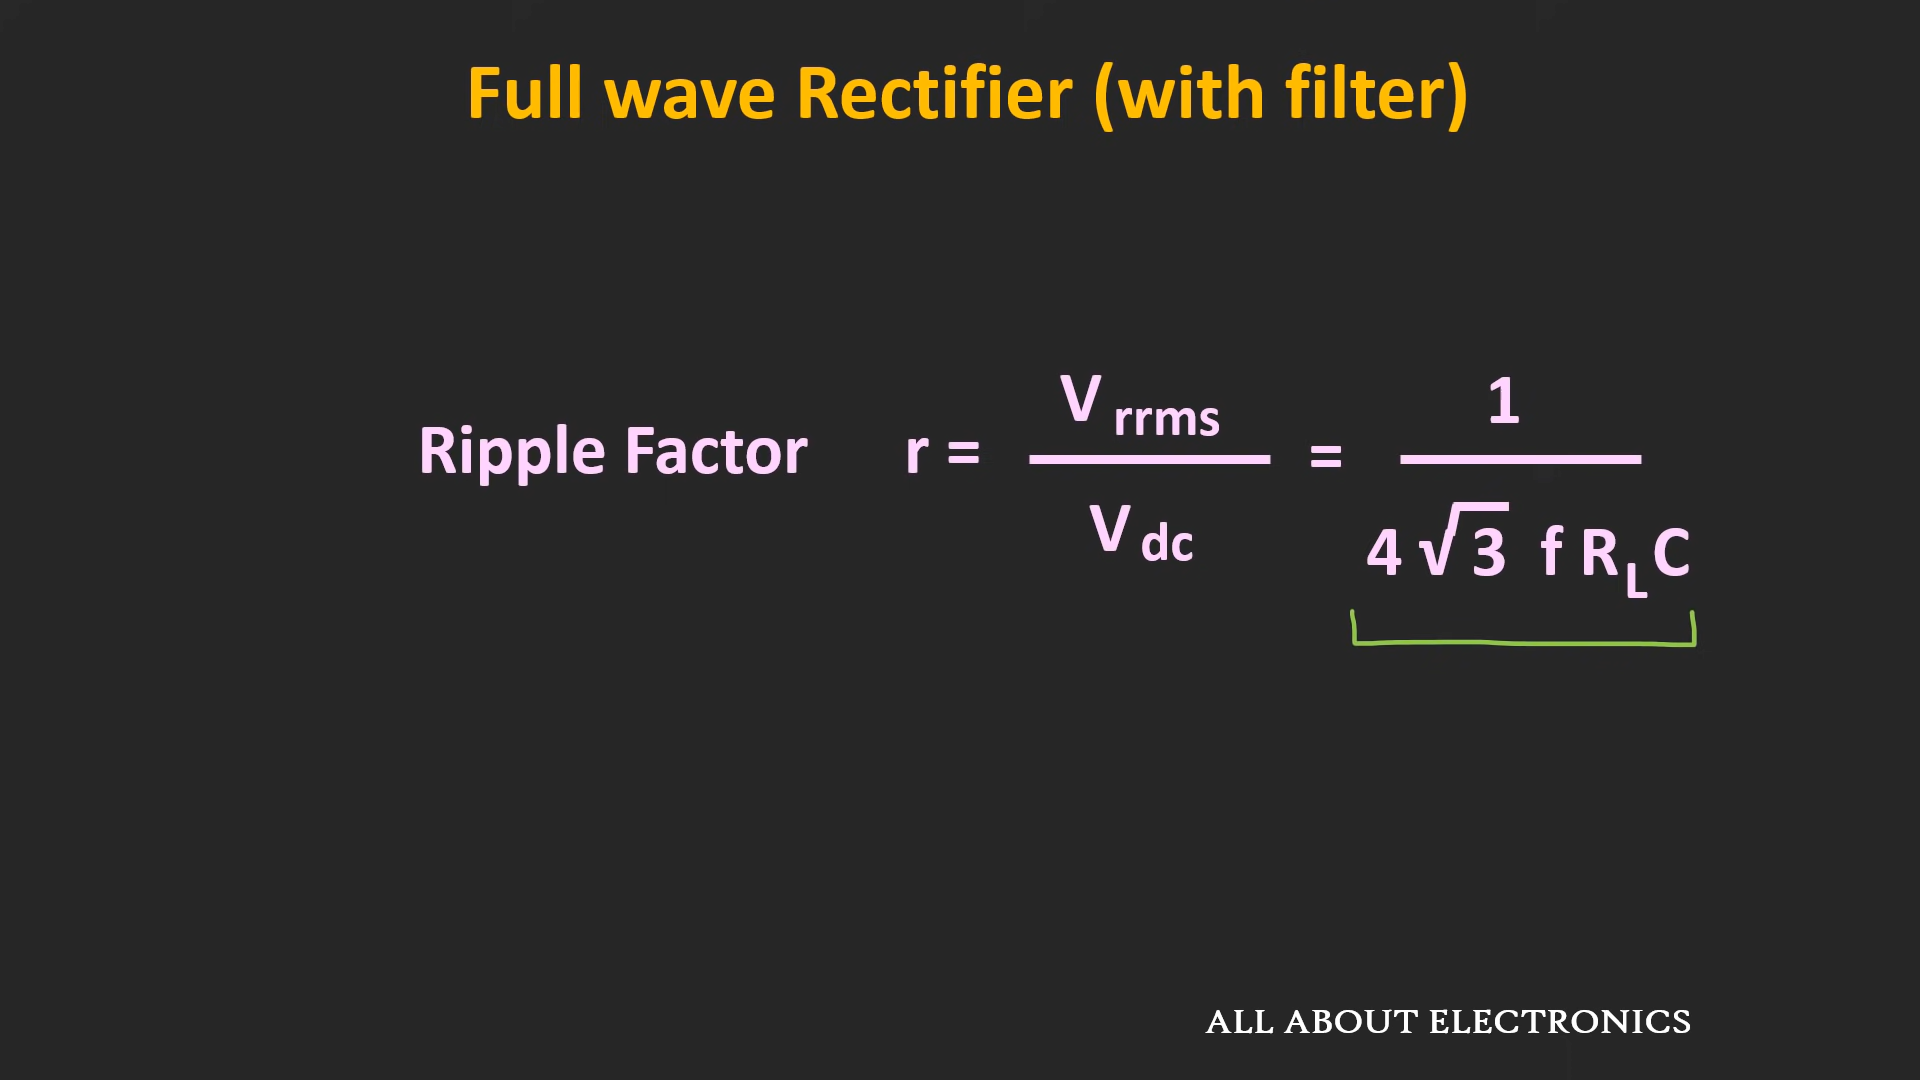 Full wave Rectifier (with filter)
Ripple Factor r = V rrms / V dc = 1 / 4 √3 f R L C
ALL ABOUT ELECTRONICS